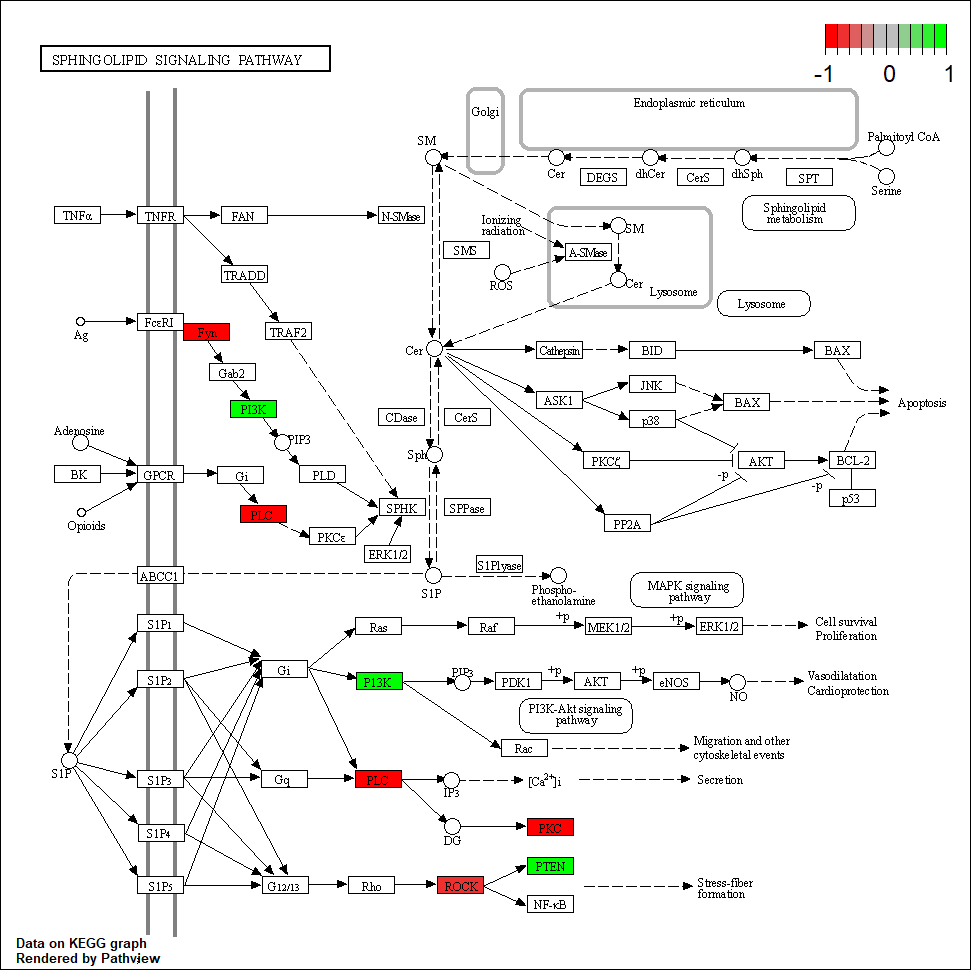 SPHINGOLIPID SIGNALING PATHWAY
-1 0 1
Golgi
Endoplasmic reticulum
SM
Palmitoyl CoA
Cer
dhCer
dhSph
DEGS
CerS
SPT
Serine
Sphingolipid
metabolism
TNFα
TNFR
FAN
N-SMase
Ionizing
radiation
SM
SMS
A-SMase
TRADD
ROS
Cer
Lysosome
Lysosome
FcεRI
Ag
Fyn
TRAF2
Cer
Cathepsin
BID
BAX
Gab2
JNK
ASK1
BAX
Apoptosis
PI3K
CDase
CerS
p38
Adenosine
PIP3
Sph
PKCζ
AKT
BCL-2
BK
GPCR
Gi
PLD
-p
-p
p53
Opioids
PLC
SPHK
SPPase
PP2A
PKCε
ERK1/2
ABCC1
S1P
S1Plyase
Phospho-
ethanolamine
MAPK signaling
pathway
S1P1
Ras
Raf
+p
MEK1/2
+p
ERK1/2
Cell survival
Proliferation
Gi
S1P2
P13K
PIP3
PDK1
+p
AKT
+p
eNOS
NO
Vasodilatation
Cardioprotection
PI3K-Akt signaling
pathway
Rac
Migration and other
cytoskeletal events
S1P
S1P3
Gq
PLC
IP3
[Ca2+]i
Secretion
S1P4
DG
PKC
PTEN
S1P5
G12/13
Rho
ROCK
NF-κB
Stress-fiber
formation
Data on KEGG graph
Rendered by Pathview